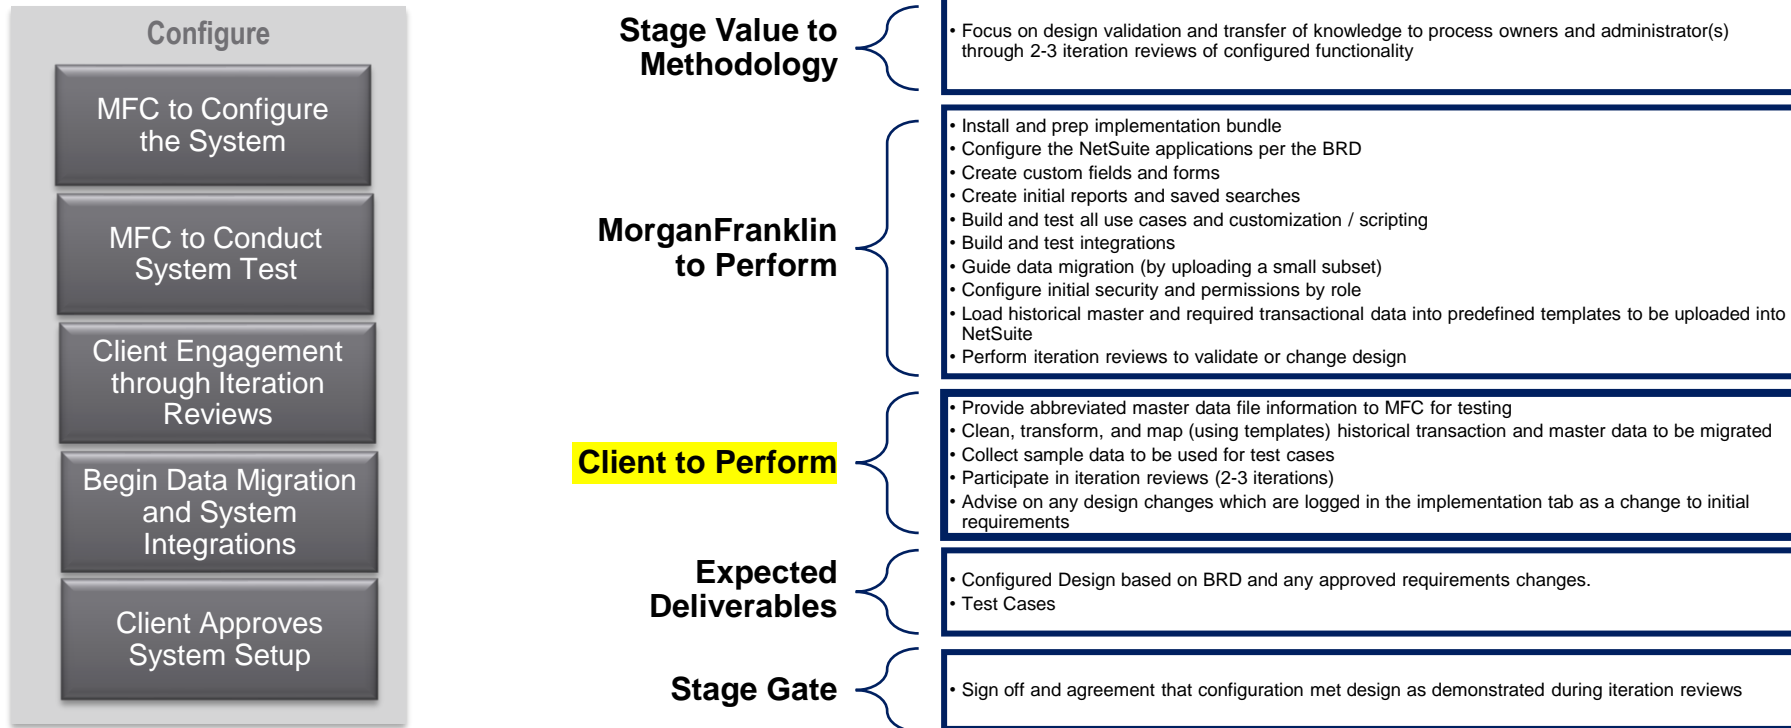 Configure
MFC to Configure
the System
MFC to Conduct
System Test
Client Engagement
through Iteration
Reviews
Begin Data Migration
and System
Integrations
Client Approves
System Setup
Stage Value to
Methodology
• Focus on design validation and transfer of knowledge to process owners and administrator(s)
through 2-3 iteration reviews of configured functionality
MorganFranklin
to Perform
• Install and prep implementation bundle
• Configure the NetSuite applications per the BRD
• Create custom fields and forms
• Create initial reports and saved searches
• Build and test all use cases and customization / scripting
• Build and test integrations
• Guide data migration (by uploading a small subset)
• Configure initial security and permissions by role
• Load historical master and required transactional data into predefined templates to be uploaded into
NetSuite
• Perform iteration reviews to validate or change design
Client to Perform
• Provide abbreviated master data file information to MFC for testing
• Clean, transform, and map (using templates) historical transaction and master data to be migrated
• Collect sample data to be used for test cases
• Participate in iteration reviews (2-3 iterations)
• Advise on any design changes which are logged in the implementation tab as a change to initial
requirements
Expected
Deliverables
• Configured Design based on BRD and any approved requirements changes.
• Test Cases
Stage Gate
• Sign off and agreement that configuration met design as demonstrated during iteration reviews